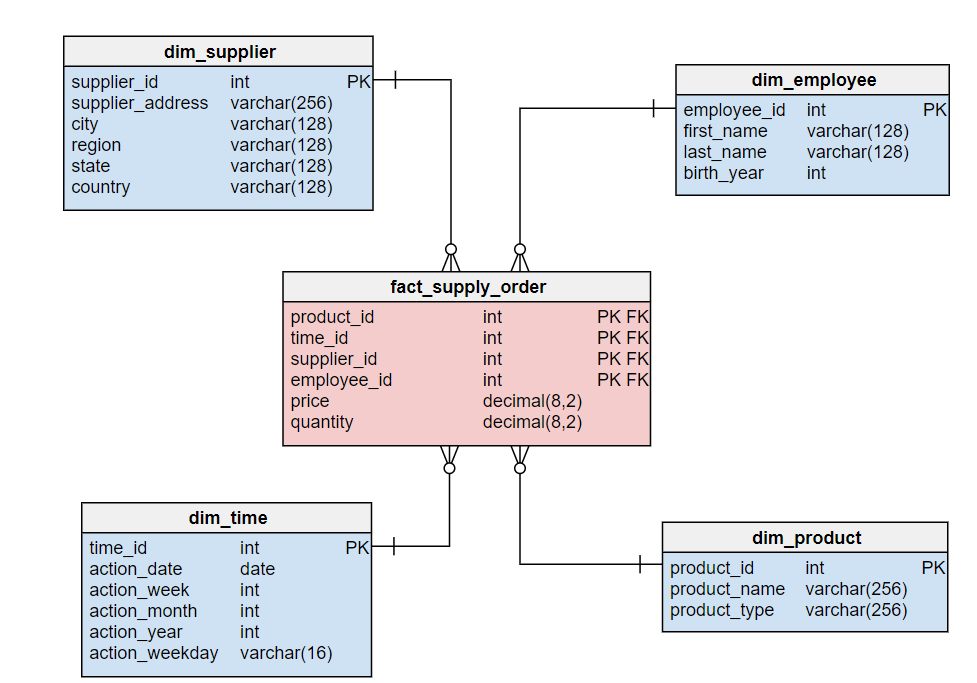 dim_supplier
supplier_id int PK
supplier_address varchar(256)
city varchar(128)
region varchar(128)
state varchar(128)
country varchar(128)
dim_employee
employee_id int PK
first_name varchar(128)
last_name varchar(128)
birth_year int
fact_supply_order
product_id int PK FK
time_id int PK FK
supplier_id int PK FK
employee_id int PK FK
price decimal(8,2)
quantity decimal(8,2)
dim_time
time_id int PK
action_date date
action_week int
action_month int
action_year int
action_weekday varchar(16)
dim_product
product_id int PK
product_name varchar(256)
product_type varchar(256)